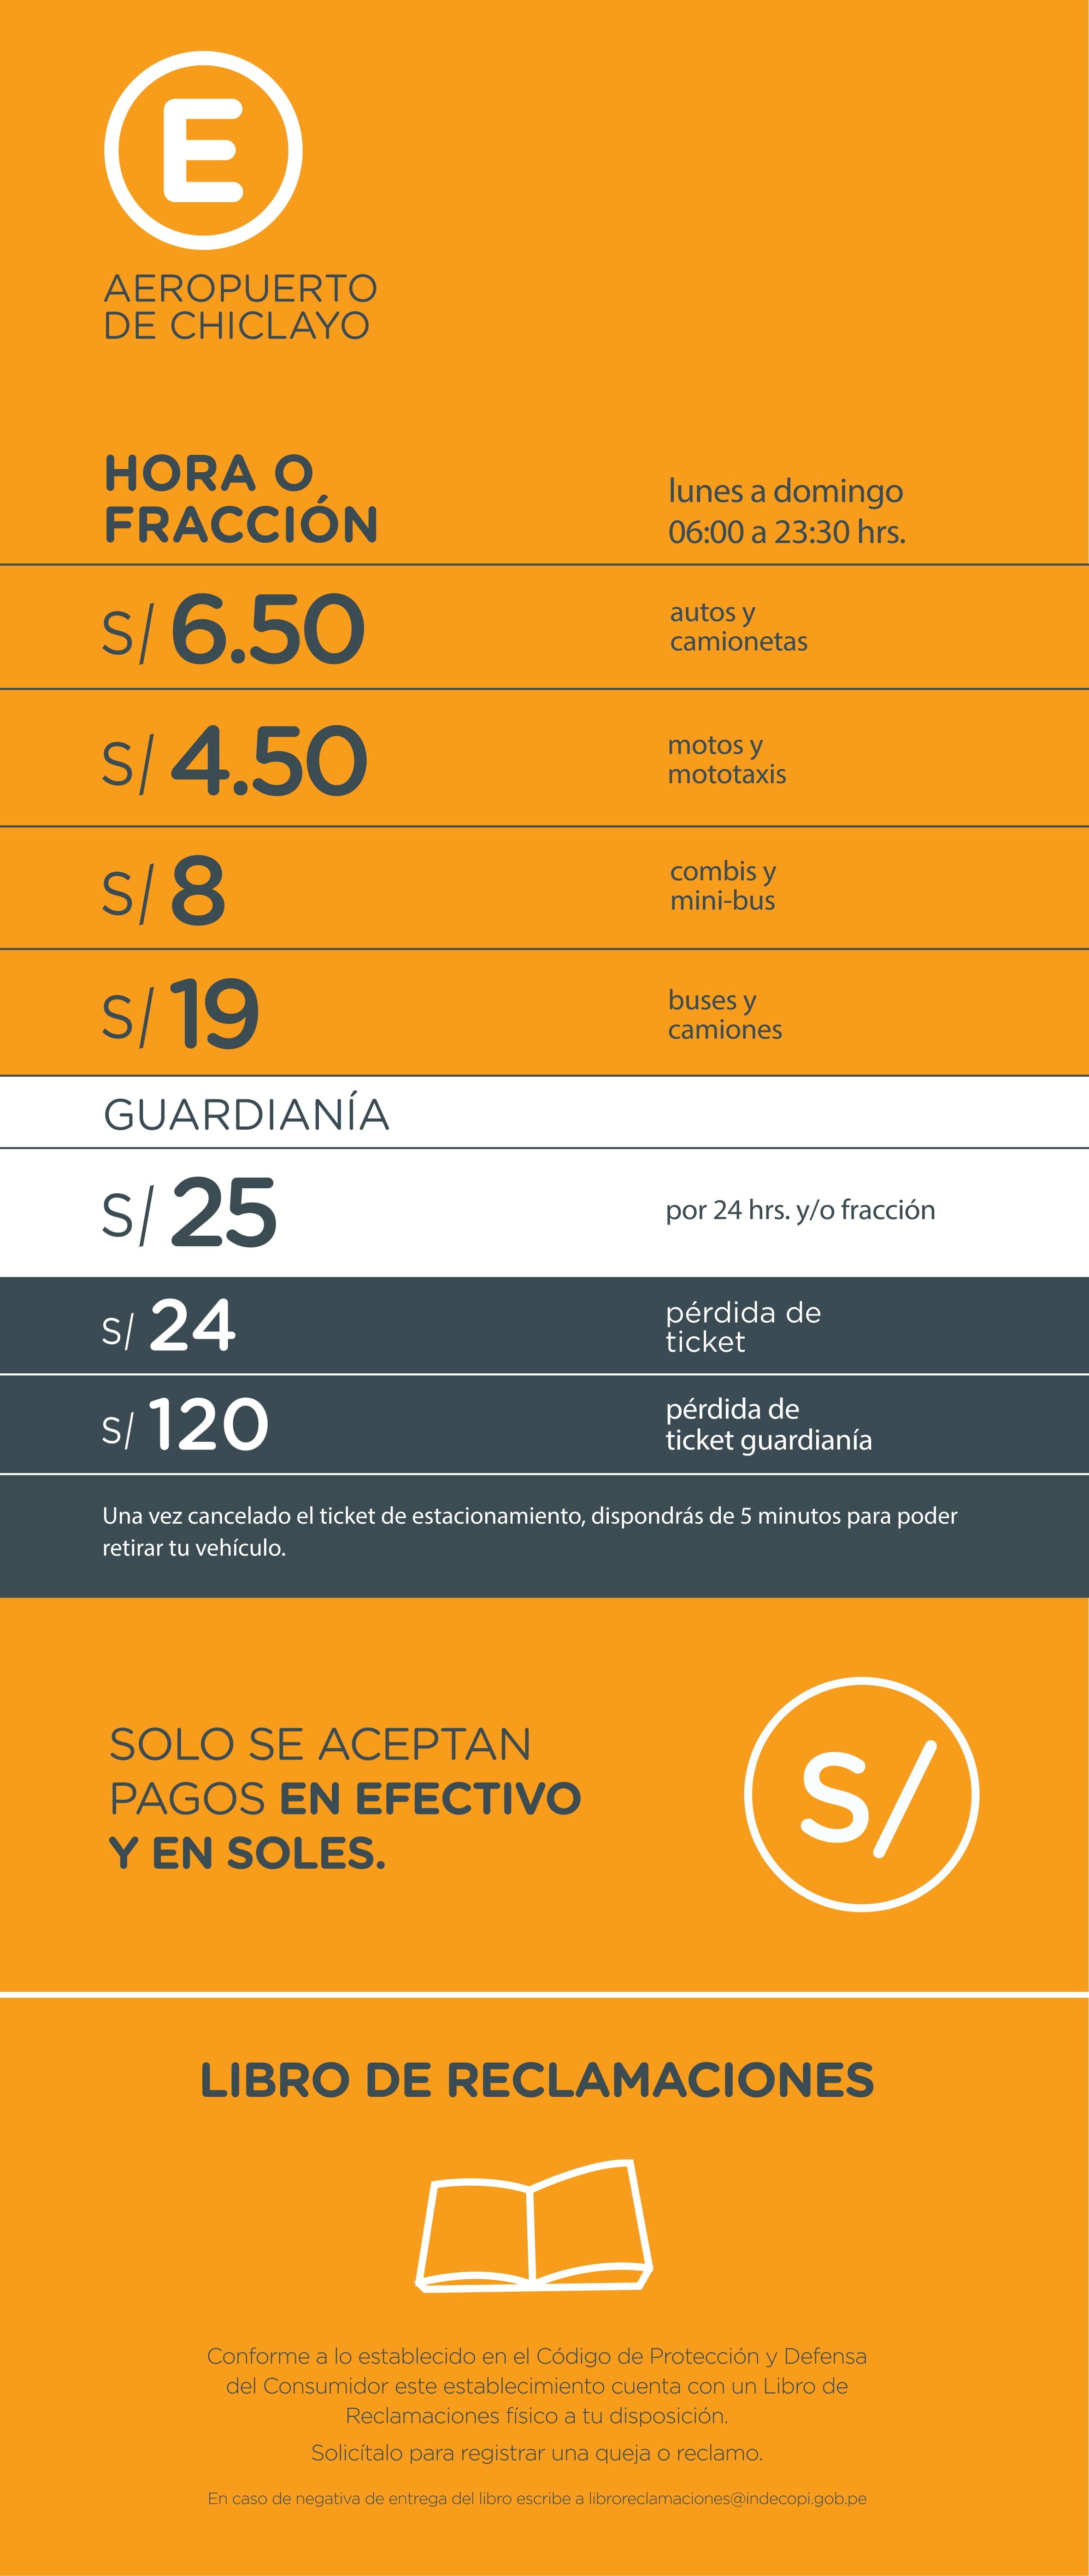 E
AEROPUERTO
DE CHICLAYO
HORA O
FRACCIÓN
lunes a domingo
06:00 a 23:30 hrs.
S/ 6.50
autos y
camionetas
S/ 4.50
motos y
mototaxis
S/ 8
combis y
mini-bus
S/ 19
buses y
camiones
GUARDIANÍA
S/ 25
por 24 hrs. y/o fracción
S/ 24
pérdida de
ticket
S/ 120
pérdida de
ticket guardianía
Una vez cancelado el ticket de estacionamiento, dispondrás de 5 minutos para poder
retirar tu vehículo.
SOLO SE ACEPTAN
PAGOS EN EFECTIVO
Y EN SOLES.
S/
LIBRO DE RECLAMACIONES
Conforme a lo establecido en el Código de Protección y Defensa
del Consumidor este establecimiento cuenta con un Libro de
Reclamaciones físico a tu disposición.
Solicítalo para registrar una queja o reclamo.
En caso de negativa de entrega del libro escribe a libroreclamaciones@indecopi.gob.pe